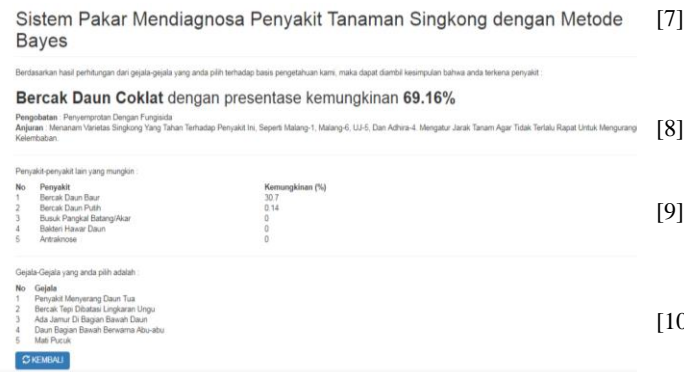 Sistem Pakar Mendiagnosa Penyakit Tanaman Singkong dengan Metode
Bayes
Berdasarkan hasil perhitungan dari gejala-gejala yang anda pilih terhadap basis pengetahuan kami, maka dapat diambil kesimpulan bahwa anda terkena penyakit :
Bercak Daun Coklat dengan presentase kemungkinan 69.16%
Pengobatan : Penyemprotan Dengan Fungisida
Anjuran : Menanam Varietas Singkong Yang Tahan Terhadap Penyakit Ini, Seperti Malang-1, Malang-6, UJ-5, Dan Adhira-4. Mengatur Jarak Tanam Agar Tidak Terlalu Rapat Untuk Mengurang
Kelembaban.
Penyakit-penyakit lain yang mungkin :
No Penyakit Kemungkinan (%)
1 Bercak Daun Baur 30.7
2 Bercak Daun Putih 0.14
3 Busuk Pangkal Batang/Akar 0
4 Bakteri Hawar Daun 0
5 Antraknose 0
Gejala-Gejala yang anda pilih adalah :
No Gejala
1 Penyakit Menyerang Daun Tua
2 Bercak Tepi Dibatasi Lingkaran Ungu
3 Ada Jamur Di Bagian Bawah Daun
4 Daun Bagian Bawah Berwarna Abu-abu
5 Mati Pucuk
KEMBALI
[7]
[8]
[9]
[10